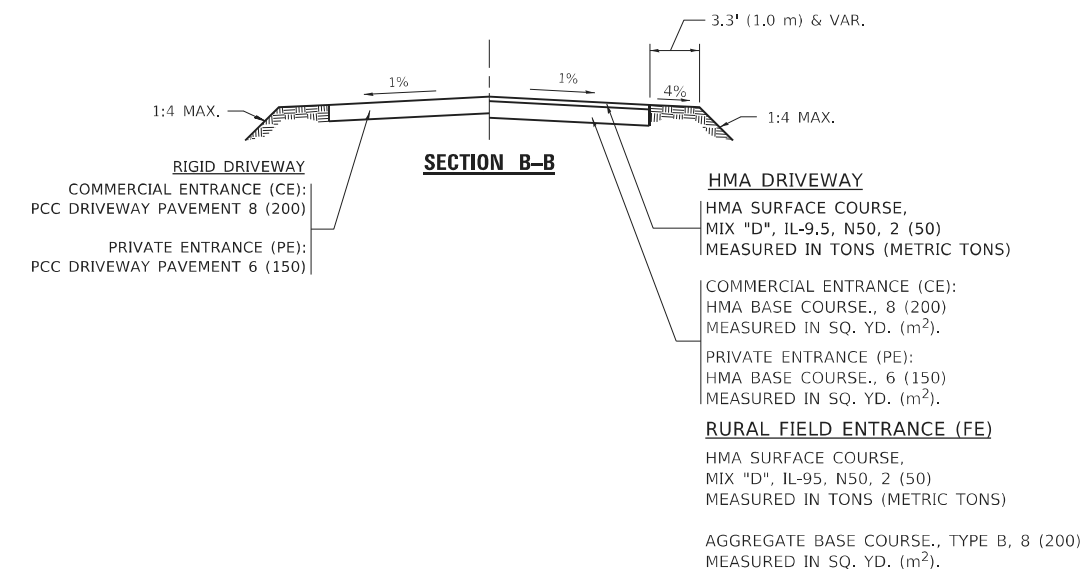 3.3' (1.0 m) & VAR.
1%
1%
4%
1:4 MAX.
1:4 MAX.
SECTION B–B
RIGID DRIVEWAY
COMMERCIAL ENTRANCE (CE):
PCC DRIVEWAY PAVEMENT 8 (200)
PRIVATE ENTRANCE (PE):
PCC DRIVEWAY PAVEMENT 6 (150)
HMA DRIVEWAY
HMA SURFACE COURSE,
MIX "D", IL-9.5, N50, 2 (50)
MEASURED IN TONS (METRIC TONS)
COMMERCIAL ENTRANCE (CE):
HMA BASE COURSE., 8 (200)
MEASURED IN SQ. YD. (m²).
PRIVATE ENTRANCE (PE):
HMA BASE COURSE., 6 (150)
MEASURED IN SQ. YD. (m²).
RURAL FIELD ENTRANCE (FE)
HMA SURFACE COURSE,
MIX "D", IL-95, N50, 2 (50)
MEASURED IN TONS (METRIC TONS)
AGGREGATE BASE COURSE., TYPE B, 8 (200)
MEASURED IN SQ. YD. (m²).